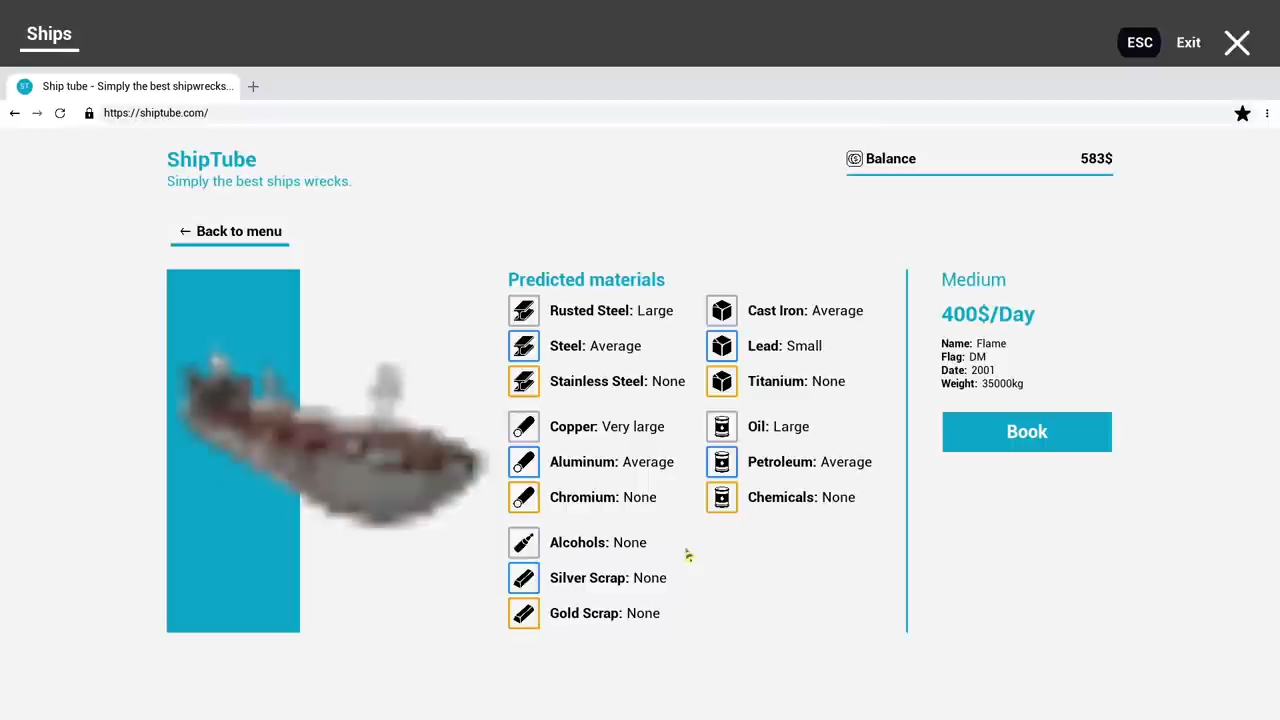 Ships
ESC Exit
Ship tube - Simply the best shipwrecks...
https://shiptube.com/
ShipTube
Simply the best ships wrecks.
Balance 583$
← Back to menu
Predicted materials
Rusted Steel: Large
Steel: Average
Stainless Steel: None
Copper: Very large
Aluminum: Average
Chromium: None
Alcohols: None
Silver Scrap: None
Gold Scrap: None
Cast Iron: Average
Lead: Small
Titanium: None
Oil: Large
Petroleum: Average
Chemicals: None
Medium
400$/Day
Name: Flame
Flag: DM
Date: 2001
Weight: 35000kg
Book